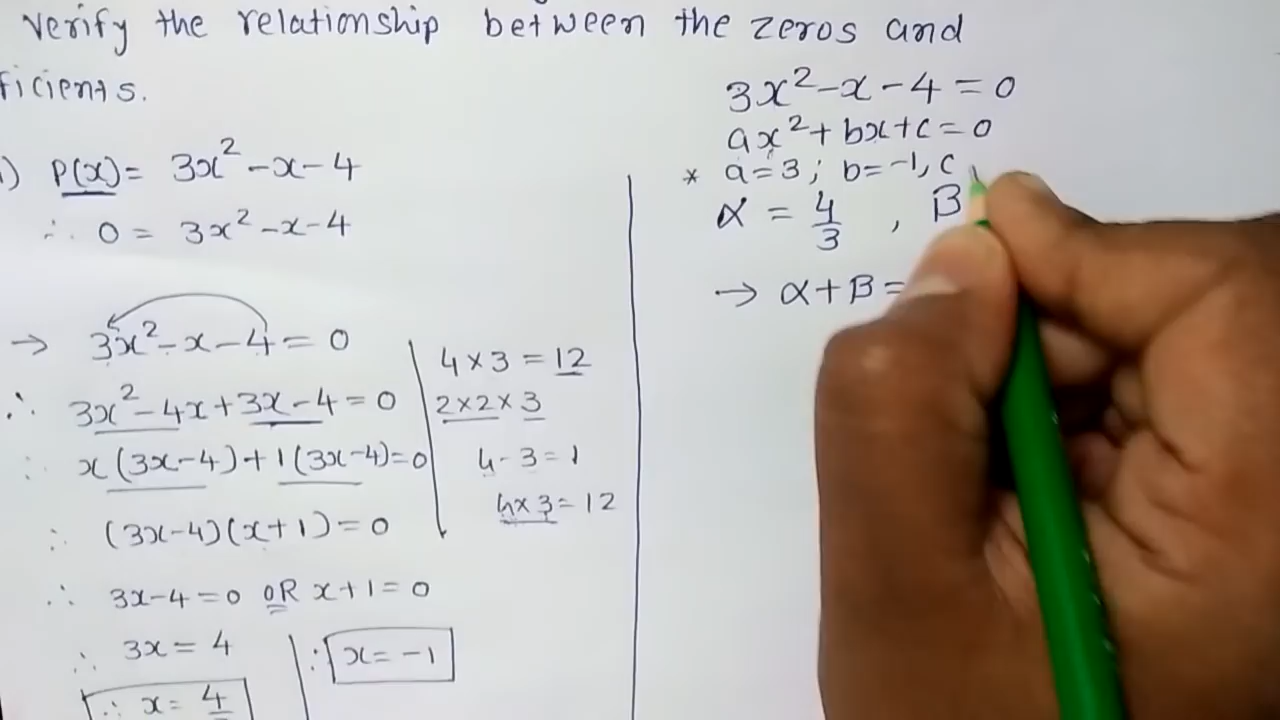 Verify the relationship between the zeros and
ficients.
1) P(x) = 3x² - x - 4
∴ 0 = 3x² - x - 4
→ 3x² - x - 4 = 0
∴ 3x² - 4x + 3x - 4 = 0
∴ x(3x-4) + 1(3x-4) = 0
∴ (3x-4)(x+1) = 0
∴ 3x-4 = 0 OR x+1 = 0
∴ 3x = 4
∴ x = 4
∴ x = -1
4 × 3 = 12
2 × 2 × 3
4 - 3 = 1
4 × 3 = 12
3x² - x - 4 = 0
ax² + bx + c = 0
* a = 3 ; b = -1, c
α = 4/3 , β
→ α + β =